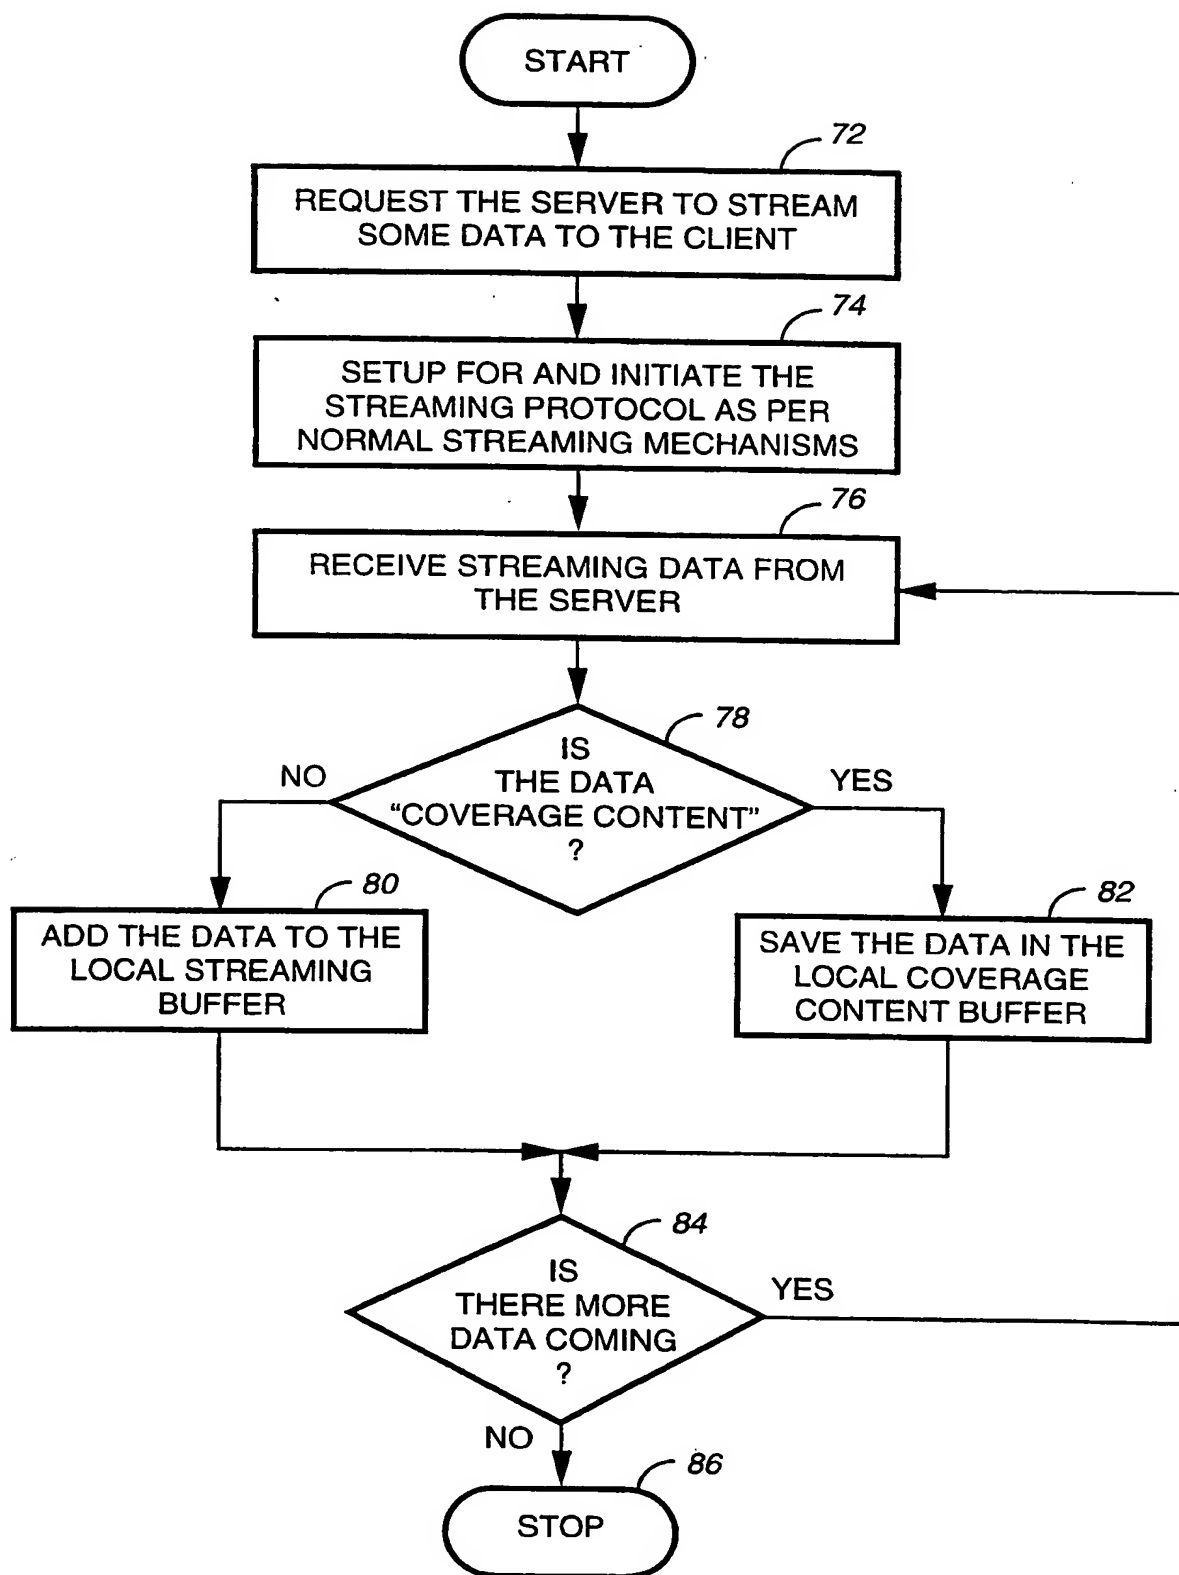 START
72
REQUEST THE SERVER TO STREAM
SOME DATA TO THE CLIENT
74
SETUP FOR AND INITIATE THE
STREAMING PROTOCOL AS PER
NORMAL STREAMING MECHANISMS
76
RECEIVE STREAMING DATA FROM
THE SERVER
78
IS
THE DATA
“COVERAGE CONTENT”
?
NO
YES
80
ADD THE DATA TO THE
LOCAL STREAMING
BUFFER
82
SAVE THE DATA IN THE
LOCAL COVERAGE
CONTENT BUFFER
84
IS
THERE MORE
DATA COMING
?
YES
NO
86
STOP